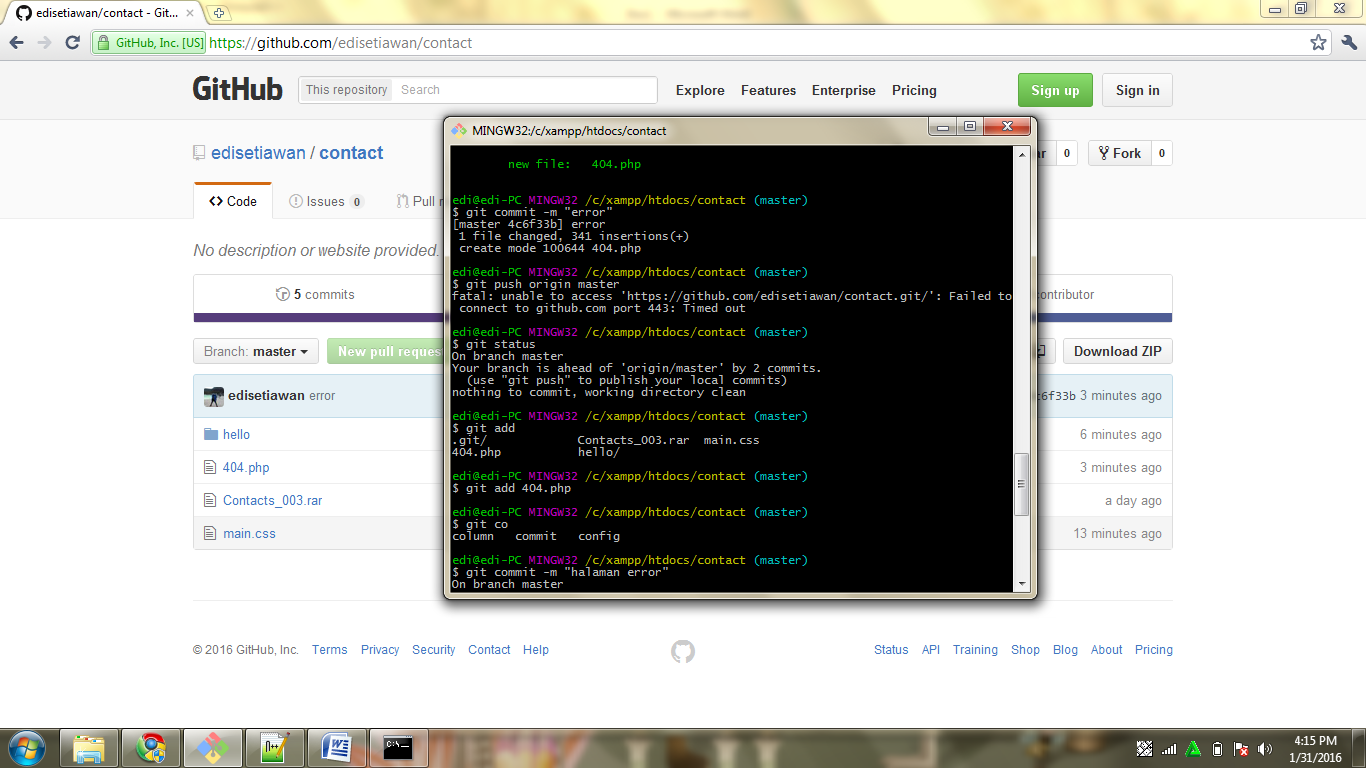 edisetiawan/contact - Git...
GitHub, Inc. [US] https://github.com/edisetiawan/contact
GitHub This repository Search Explore Features Enterprise Pricing Sign up Sign in
edisetiawan / contact 0 Fork 0
Code Issues 0 Pull
No description or website provided.
5 commits contributor
Branch: master New pull reques Download ZIP
edisetiawan error 4c6f33b 3 minutes ago
hello 6 minutes ago
404.php 3 minutes ago
Contacts_003.rar a day ago
main.css 13 minutes ago
MINGW32:/c/xampp/htdocs/contact
new file: 404.php
edi@edi-PC MINGW32 /c/xampp/htdocs/contact (master)
$ git commit -m "error"
[master 4c6f33b] error
1 file changed, 341 insertions(+)
create mode 100644 404.php
edi@edi-PC MINGW32 /c/xampp/htdocs/contact (master)
$ git push origin master
fatal: unable to access 'https://github.com/edisetiawan/contact.git/': Failed to
connect to github.com port 443: Timed out
edi@edi-PC MINGW32 /c/xampp/htdocs/contact (master)
$ git status
On branch master
Your branch is ahead of 'origin/master' by 2 commits.
(use "git push" to publish your local commits)
nothing to commit, working directory clean
edi@edi-PC MINGW32 /c/xampp/htdocs/contact (master)
$ git add
.git/ Contacts_003.rar main.css
404.php hello/
edi@edi-PC MINGW32 /c/xampp/htdocs/contact (master)
$ git add 404.php
edi@edi-PC MINGW32 /c/xampp/htdocs/contact (master)
$ git co
column commit config
edi@edi-PC MINGW32 /c/xampp/htdocs/contact (master)
$ git commit -m "halaman error"
On branch master
© 2016 GitHub, Inc. Terms Privacy Security Contact Help Status API Training Shop Blog About Pricing
4:15 PM
1/31/2016